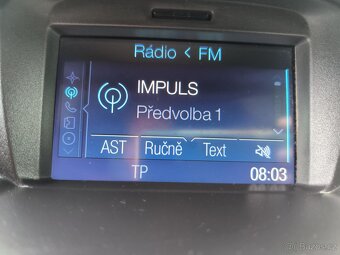 Rádio < FM
IMPULS
Předvolba 1
AST Ručně Text
TP 08:03